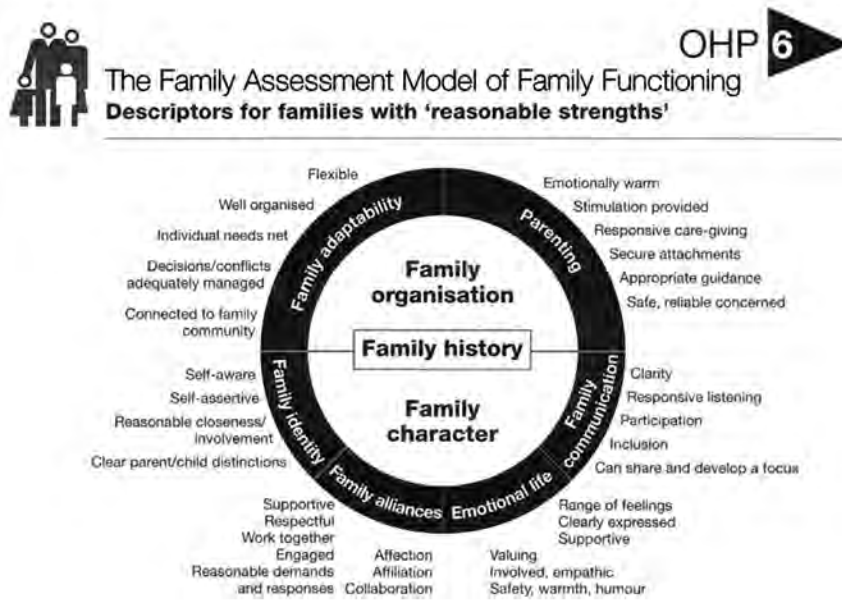 OHP 6
The Family Assessment Model of Family Functioning
Descriptors for families with ‘reasonable strengths’
Flexible
Well organised
Individual needs net
Decisions/conflicts
adequately managed
Connected to family
community
Family adaptability
Parenting
Emotionally warm
Stimulation provided
Responsive care-giving
Secure attachments
Appropriate guidance
Safe, reliable concerned
Family
organisation
Family history
Family
character
Self-aware
Self-assertive
Reasonable closeness/
involvement
Clear parent/child distinctions
Family identity
Family alliances
Emotional life
Family
communication
Clarity
Responsive listening
Participation
Inclusion
Can share and develop a focus
Supportive
Respectful
Work together
Engaged
Reasonable demands
and responses
Affection
Affiliation
Collaboration
Valuing
Involved, empathic
Safety, warmth, humour
Range of feelings
Clearly expressed
Supportive